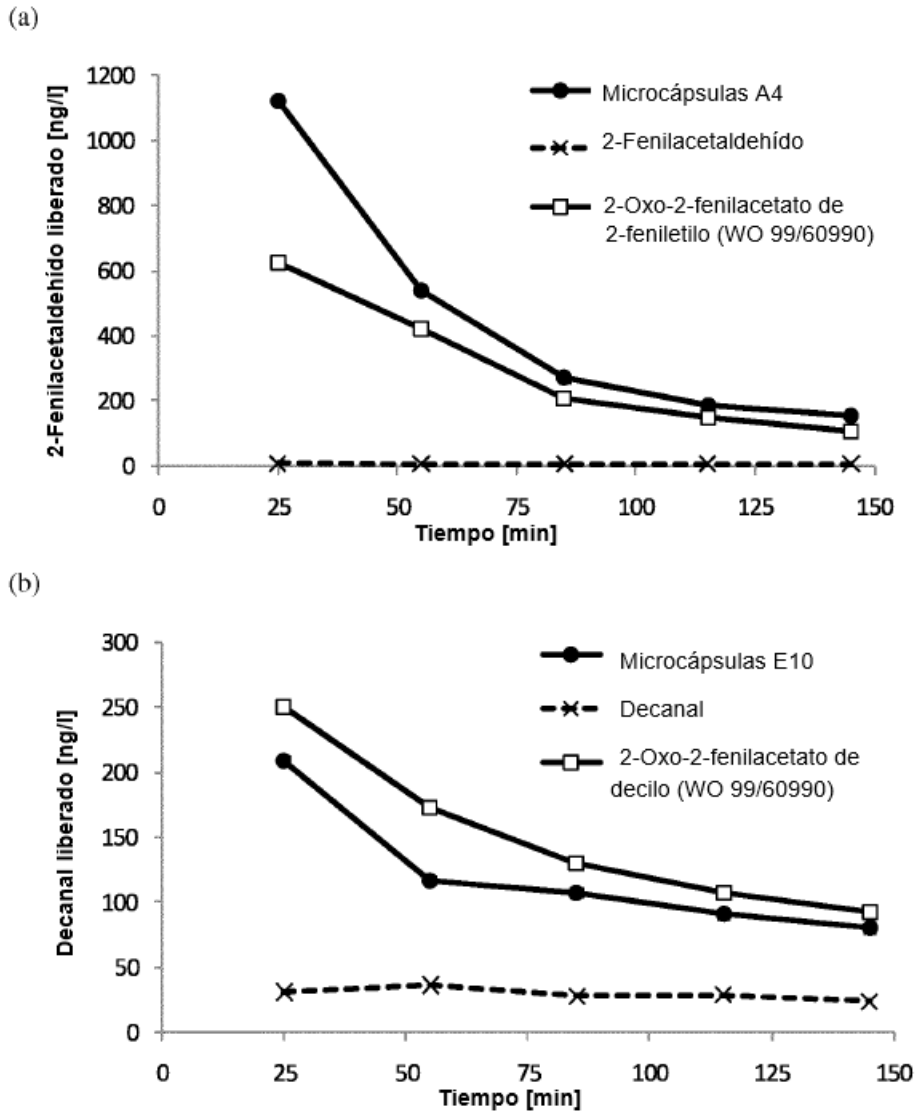 (a)
2-Fenilacetaldehído liberado [ng/l]
1200
1000
800
600
400
200
0
0 25 50 75 100 125 150
Tiempo [min]
Microcápsulas A4
2-Fenilacetaldehído
2-Oxo-2-fenilacetato de
2-feniletilo (WO 99/60990)
(b)
Decanal liberado [ng/l]
300
250
200
150
100
50
0
0 25 50 75 100 125 150
Tiempo [min]
Microcápsulas E10
Decanal
2-Oxo-2-fenilacetato de
decilo (WO 99/60990)